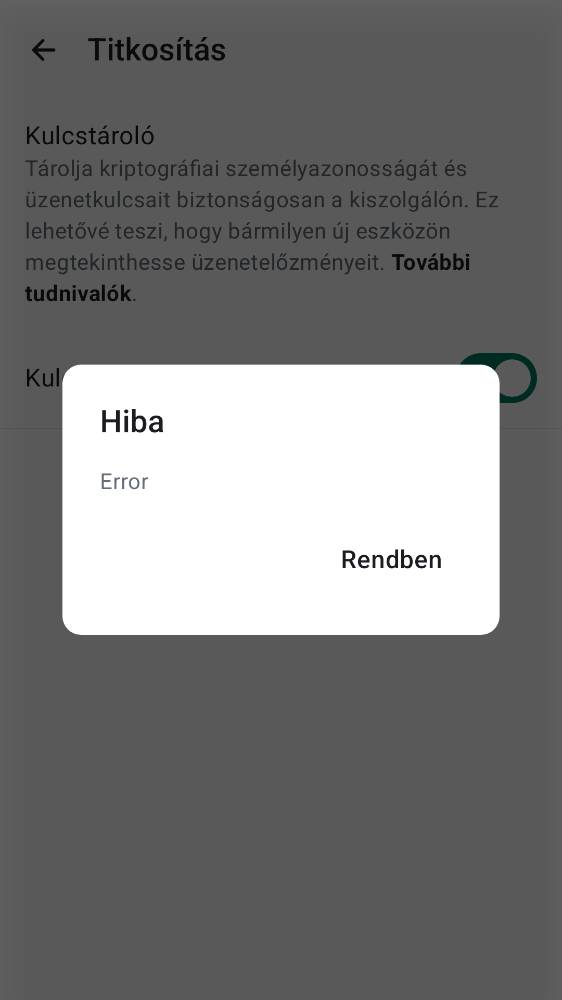 Titkosítás
Kulcstároló
Tárolja kriptográfiai személyazonosságát és
üzenetkulcsait biztonságosan a kiszolgálón. Ez
lehetővé teszi, hogy bármilyen új eszközön
megtekinthesse üzenetelőzményeit. További
tudnivalók.
Kul
Hiba
Error
Rendben